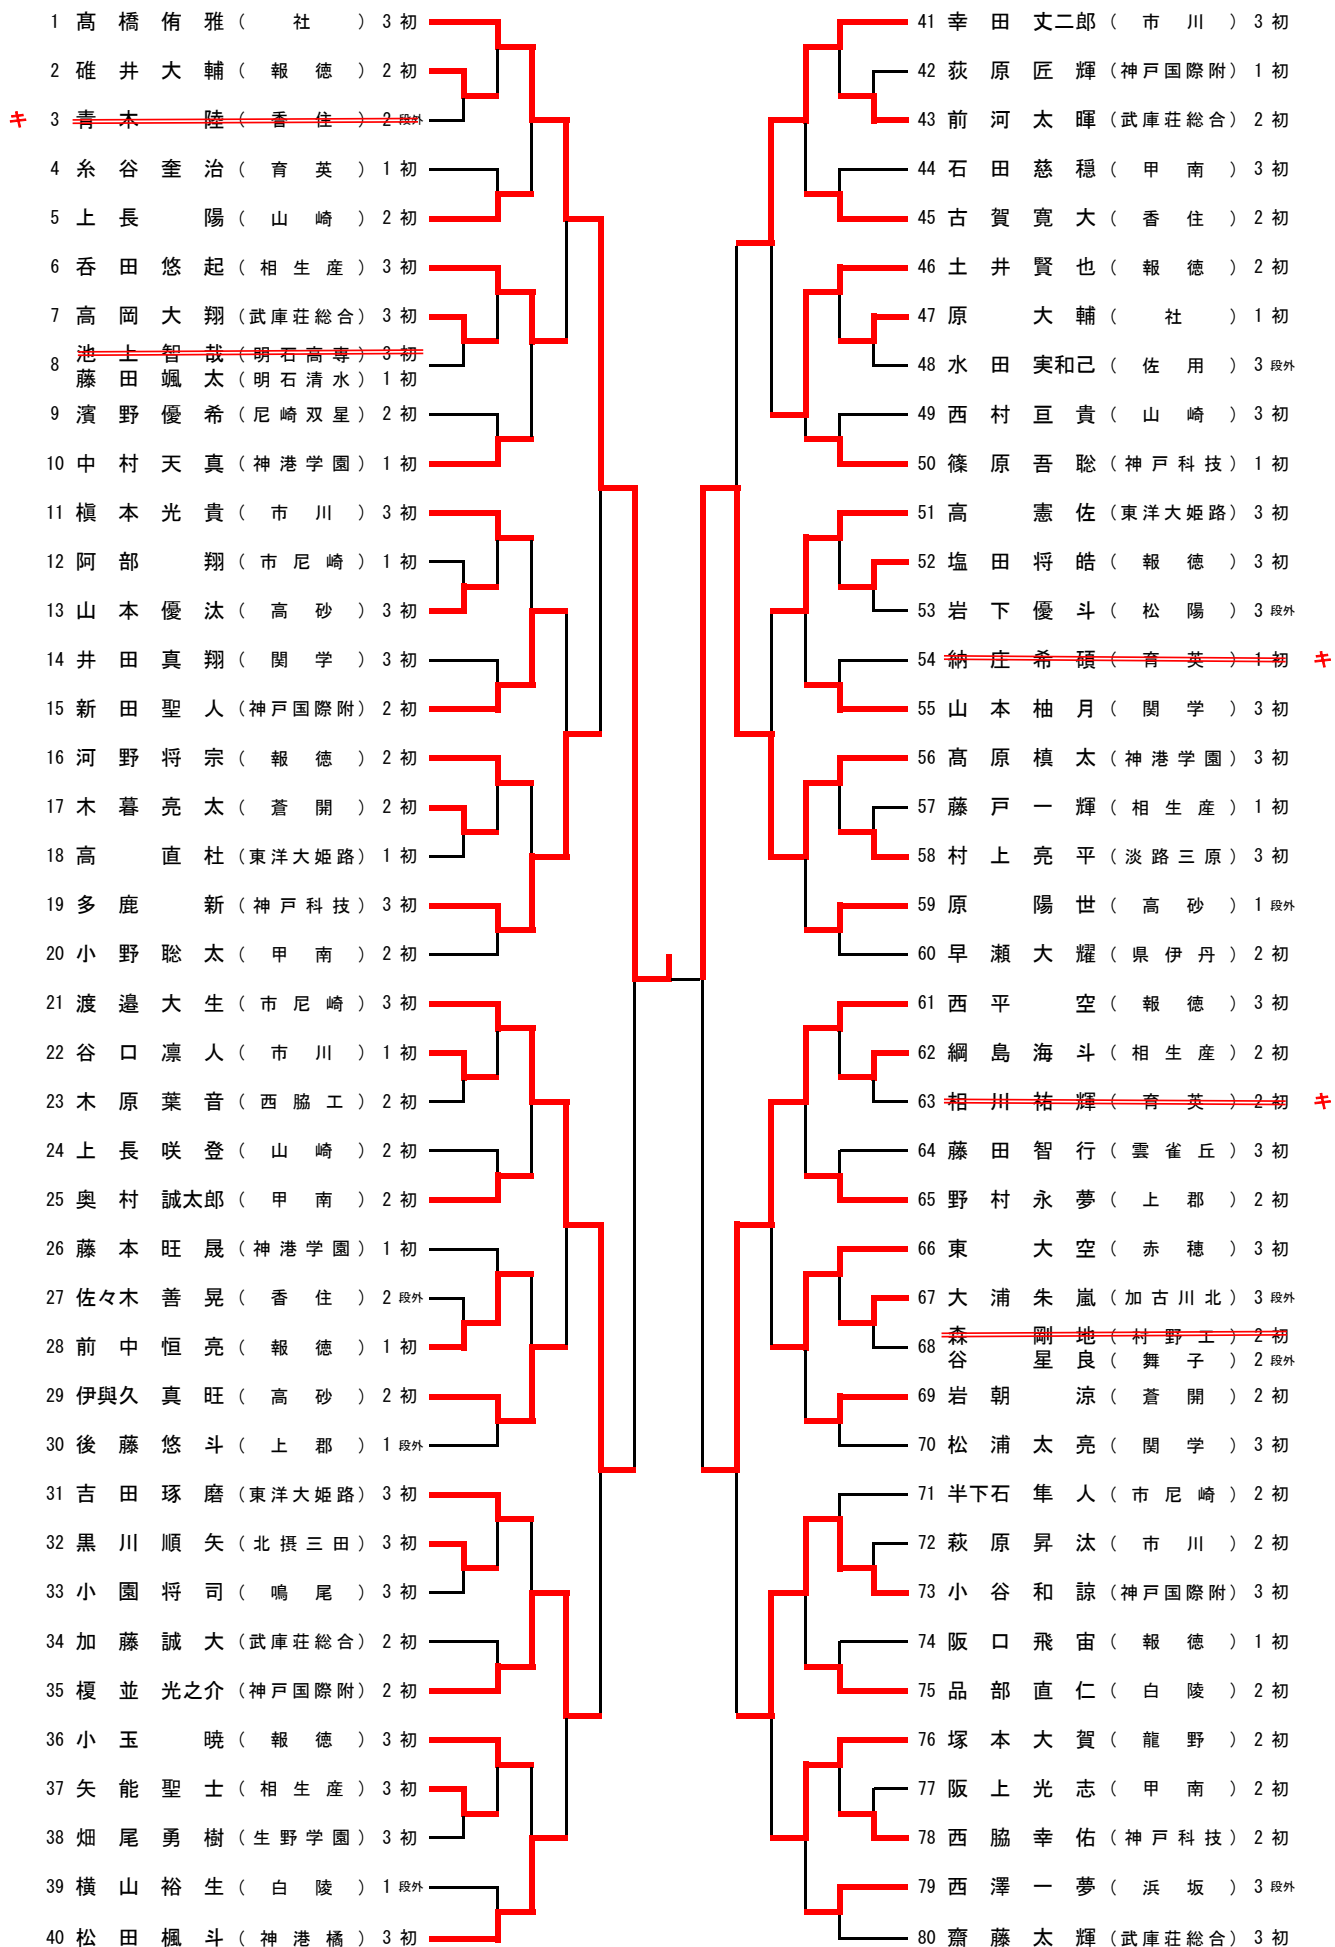 1 髙橋侑雅 ( 社 ) 3 初
2 碓井大輔 ( 報徳 ) 2 初
キ 3 青木陸 ( 香住 ) 2 段外
4 糸谷奎治 ( 育英 ) 1 初
5 上長陽 ( 山崎 ) 2 初
6 呑田悠起 ( 相生産 ) 3 初
7 高岡大翔 (武庫荘総合) 3 初
8 池上智哉 (明石高専) 3 初
藤田颯太 (明石清水) 1 初
9 濱野優希 (尼崎双星) 2 初
10 中村天真 (神港学園) 1 初
11 槇本光貴 ( 市川 ) 3 初
12 阿部翔 ( 市尼崎 ) 1 初
13 山本優汰 ( 高砂 ) 3 初
14 井田真翔 ( 関学 ) 3 初
15 新田聖人 (神戸国際附) 2 初
16 河野将宗 ( 報徳 ) 2 初
17 木暮亮太 ( 蒼開 ) 2 初
18 高直杜 (東洋大姫路) 1 初
19 多鹿新 (神戸科技) 3 初
20 小野聡太 ( 甲南 ) 2 初
21 渡邉大生 ( 市尼崎 ) 3 初
22 谷口凛人 ( 市川 ) 1 初
23 木原葉音 ( 西脇工 ) 2 初
24 上長咲登 ( 山崎 ) 2 初
25 奥村誠太郎 ( 甲南 ) 2 初
26 藤本旺晟 (神港学園) 1 初
27 佐々木善晃 ( 香住 ) 2 段外
28 前中恒亮 ( 報徳 ) 1 初
29 伊與久真旺 ( 高砂 ) 2 初
30 後藤悠斗 ( 上郡 ) 1 段外
31 吉田琢磨 (東洋大姫路) 3 初
32 黒川順矢 (北摂三田) 3 初
33 小園将司 ( 鳴尾 ) 3 初
34 加藤誠大 (武庫荘総合) 2 初
35 榎並光之介 (神戸国際附) 2 初
36 小玉暁 ( 報徳 ) 3 初
37 矢能聖士 ( 相生産 ) 3 初
38 畑尾勇樹 (生野学園) 3 初
39 横山裕生 ( 白陵 ) 1 段外
40 松田楓斗 ( 神港橘 ) 3 初
41 幸田丈二郎 ( 市川 ) 3 初
42 荻原匠輝 (神戸国際附) 1 初
43 前河太暉 (武庫荘総合) 2 初
44 石田慈穏 ( 甲南 ) 3 初
45 古賀寛大 ( 香住 ) 2 初
46 土井賢也 ( 報徳 ) 2 初
47 原大輔 ( 社 ) 1 初
48 水田実和己 ( 佐用 ) 3 段外
49 西村亘貴 ( 山崎 ) 3 初
50 篠原吾聡 (神戸科技) 1 初
51 高憲佐 (東洋大姫路) 3 初
52 塩田将皓 ( 報徳 ) 3 初
53 岩下優斗 ( 松陽 ) 3 段外
54 納庄希碩 ( 育英 ) 1 初 キ
55 山本柚月 ( 関学 ) 3 初
56 髙原槙太 (神港学園) 3 初
57 藤戸一輝 ( 相生産 ) 1 初
58 村上亮平 (淡路三原) 3 初
59 原陽世 ( 高砂 ) 1 段外
60 早瀬大耀 ( 県伊丹 ) 2 初
61 西平空 ( 報徳 ) 3 初
62 綱島海斗 ( 相生産 ) 2 初
63 相川祐輝 ( 育英 ) 2 初 キ
64 藤田智行 ( 雲雀丘 ) 3 初
65 野村永夢 ( 上郡 ) 2 初
66 東大空 ( 赤穂 ) 3 初
67 大浦朱嵐 (加古川北) 3 段外
68 森剛地 ( 村野工 ) 2 初
谷星良 ( 舞子 ) 2 段外
69 岩朝涼 ( 蒼開 ) 2 初
70 松浦太亮 ( 関学 ) 3 初
71 半下石隼人 ( 市尼崎 ) 2 初
72 萩原昇汰 ( 市川 ) 2 初
73 小谷和諒 (神戸国際附) 3 初
74 阪口飛宙 ( 報徳 ) 1 初
75 品部直仁 ( 白陵 ) 2 初
76 塚本大賀 ( 龍野 ) 2 初
77 阪上光志 ( 甲南 ) 2 初
78 西脇幸佑 (神戸科技) 2 初
79 西澤一夢 ( 浜坂 ) 3 段外
80 齋藤太輝 (武庫荘総合) 3 初